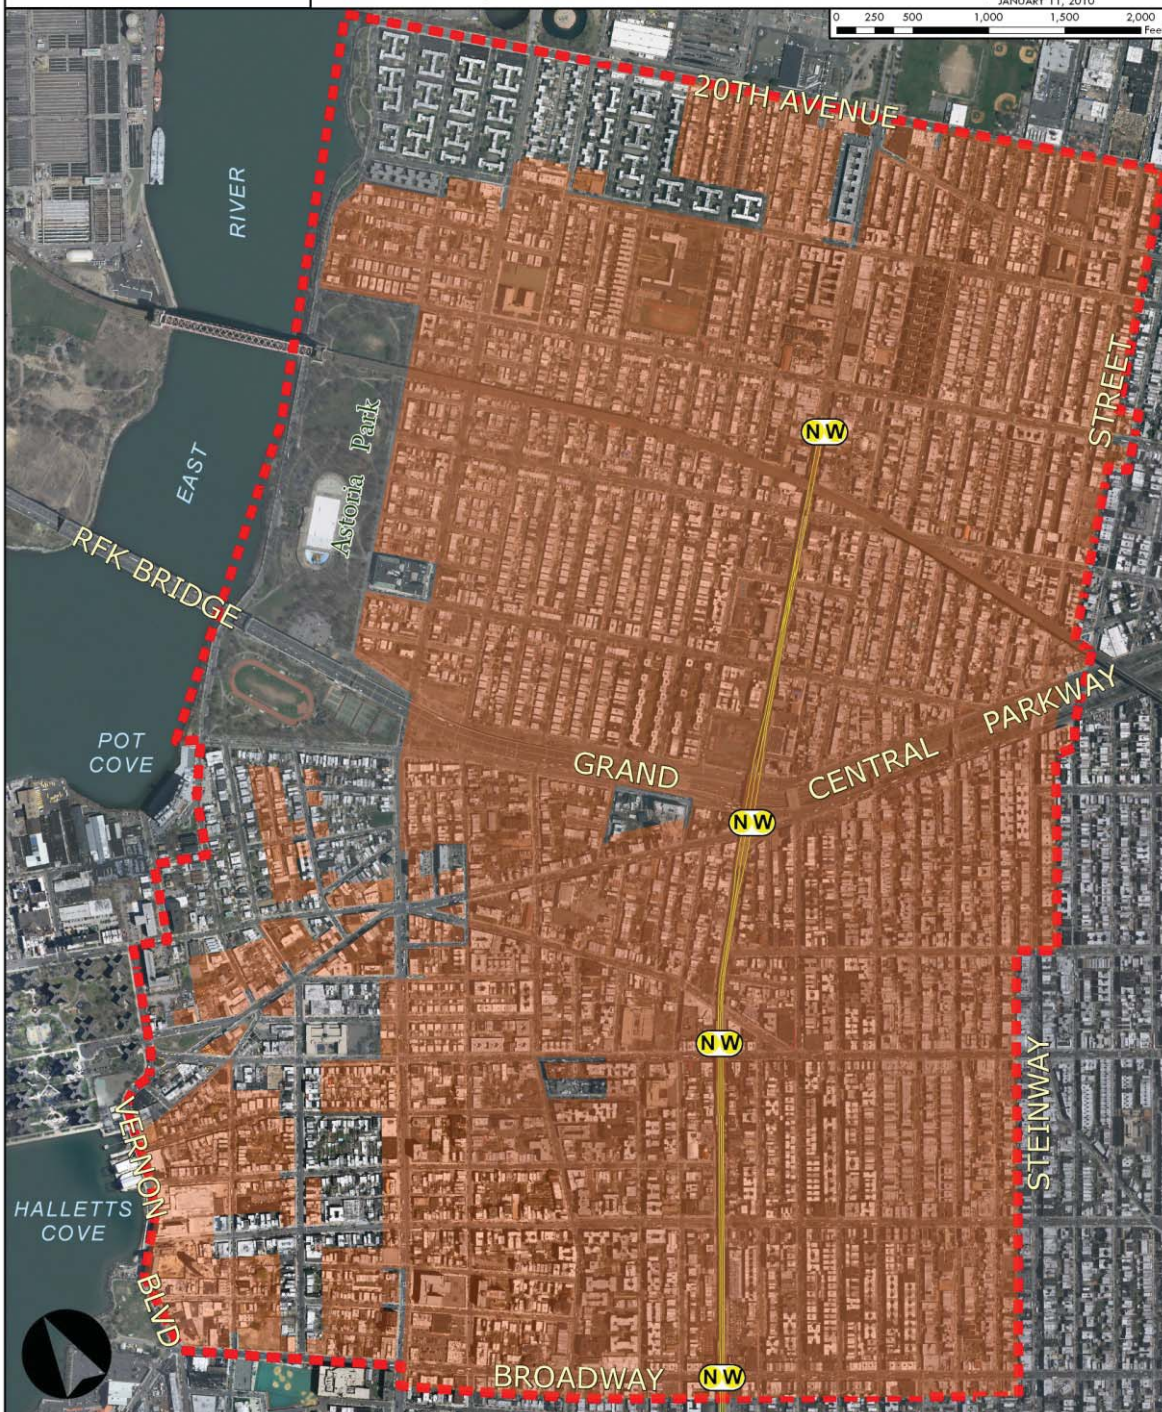 JANUARY 11, 2010
0 250 500 1,000 1,500 2,000
Fee
20TH AVENUE
RIVER
STREET
Astoria Park
N W
EAST
RFK BRIDGE
PARKWAY
POT
COVE
GRAND
CENTRAL
N W
N W
STEINWAY
VERNON
HALLETTS
COVE
BLVD
BROADWAY
N W